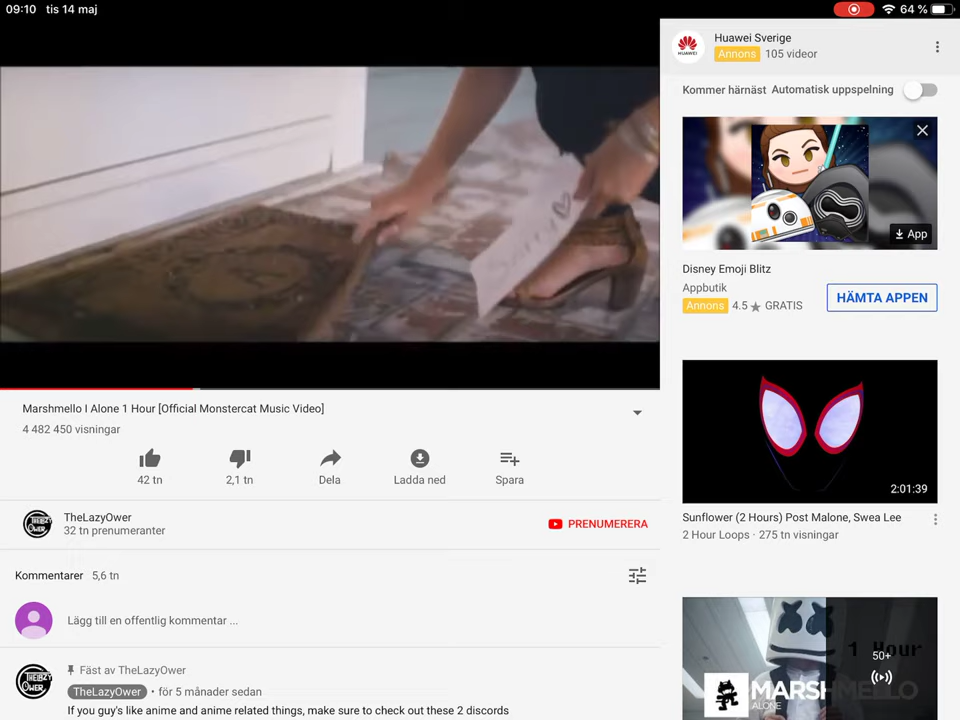 09:10 tis 14 maj
64 %
Marshmello I Alone 1 Hour [Official Monstercat Music Video]
4 482 450 visningar
42 tn
2,1 tn
Dela
Ladda ned
Spara
TheLazyOwer
32 tn prenumeranter
PRENUMERERA
Kommentarer 5,6 tn
Lägg till en offentlig kommentar ...
Fäst av TheLazyOwer
TheLazyOwer • för 5 månader sedan
If you guy's like anime and anime related things, make sure to check out these 2 discords
THELAZY
OWER
THELAZY
OWER
HUAWEI
Huawei Sverige
Annons 105 videor
Kommer härnäst Automatisk uppspelning
App
Disney Emoji Blitz
Appbutik
Annons 4.5 ★ GRATIS
HÄMTA APPEN
2:01:39
Sunflower (2 Hours) Post Malone, Swea Lee
2 Hour Loops · 275 tn visningar
1 Hour
50+
MARSHMELLO
ALONE